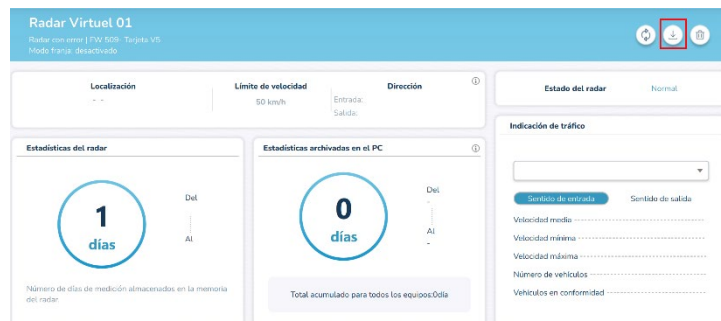 Radar Virtuel 01
Radar con error | FW 509- Tarjeta V5
Modo franja: desactivado
Localización
- -
Límite de velocidad
50 km/h
Dirección
Entrada:
Salida:
Estado del radar
Normal
Estadísticas del radar
1
días
Del
Al
Número de días de medición almacenados en la memoria
del radar.
Estadísticas archivadas en el PC
0
días
Del
-
Al
-
Total acumulado para todos los equipos:0día
Indicación de tráfico
Sentido de entrada
Sentido de salida
Velocidad media
Velocidad mínima
Velocidad máxima
Número de vehículos
Vehículos en conformidad